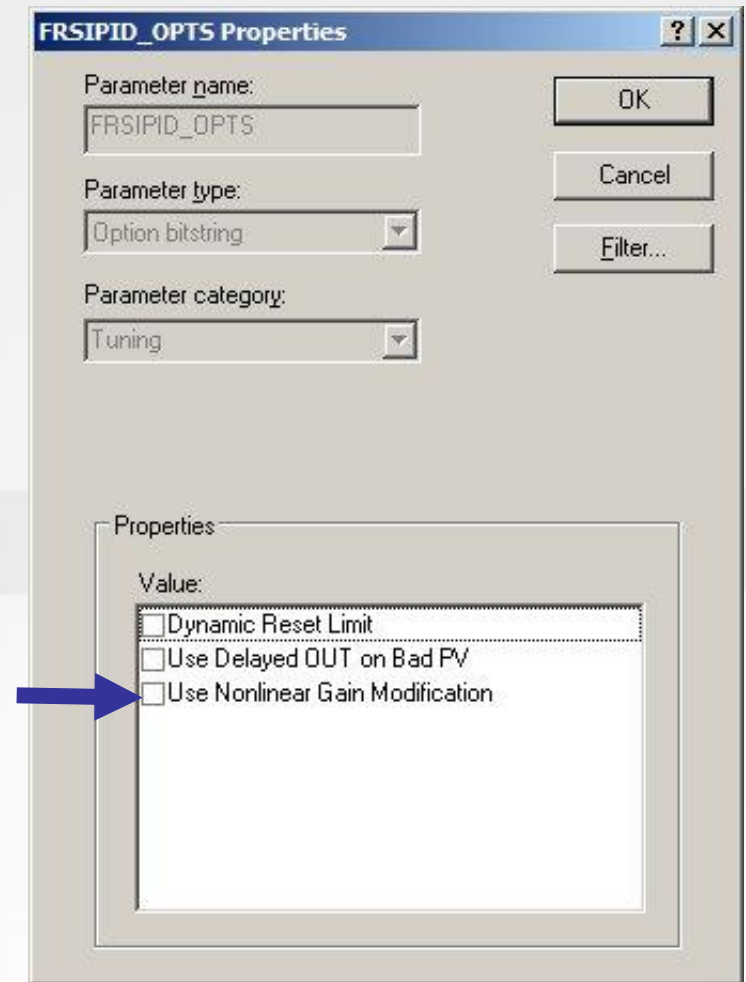 FRSIPID_OPTS Properties
Parameter name:
FRSIPID_OPTS
OK
Parameter type:
Option bitstring
Cancel
Filter...
Parameter category:
Tuning
Properties
Value:
Dynamic Reset Limit
Use Delayed OUT on Bad PV
Use Nonlinear Gain Modification